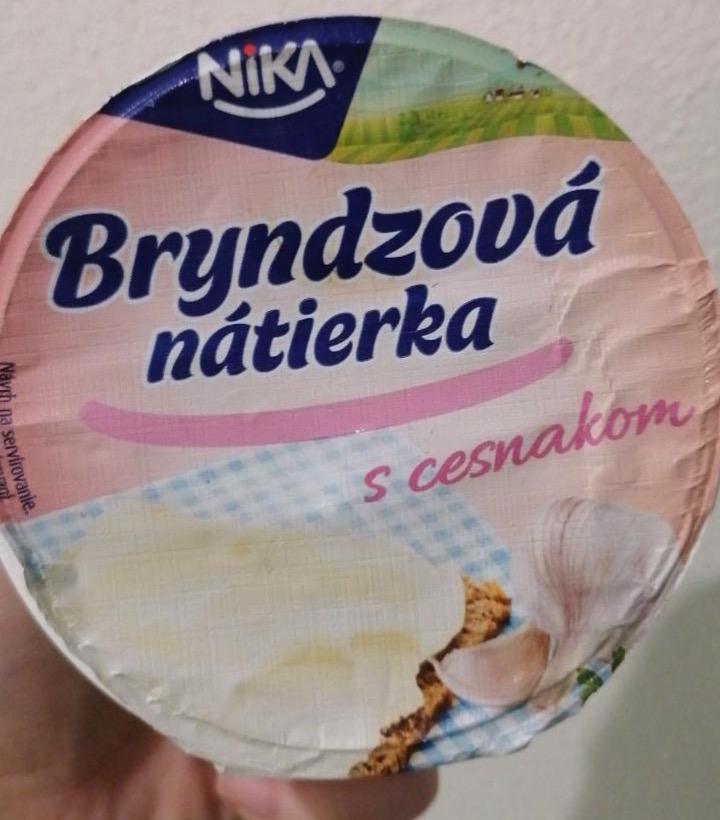 NiKA®
Bryndzová
nátierka
s cesnakom
Návrh na servírovanie.